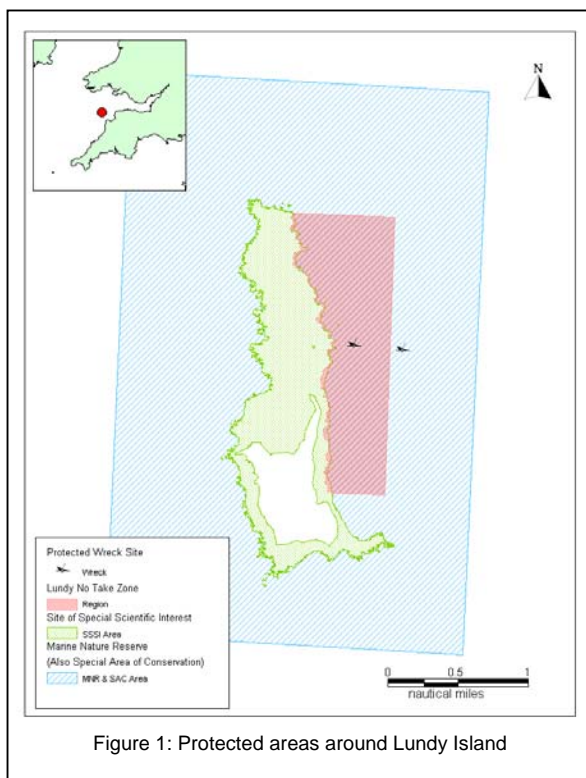 N
Protected Wreck Site
Wreck
Lundy No Take Zone
Region
Site of Special Scientific Interest
SSSI Area
Marine Nature Reserve
(Also Special Area of Conservation)
MNR & SAC Area
0 0.5 1
nautical miles
Figure 1: Protected areas around Lundy Island